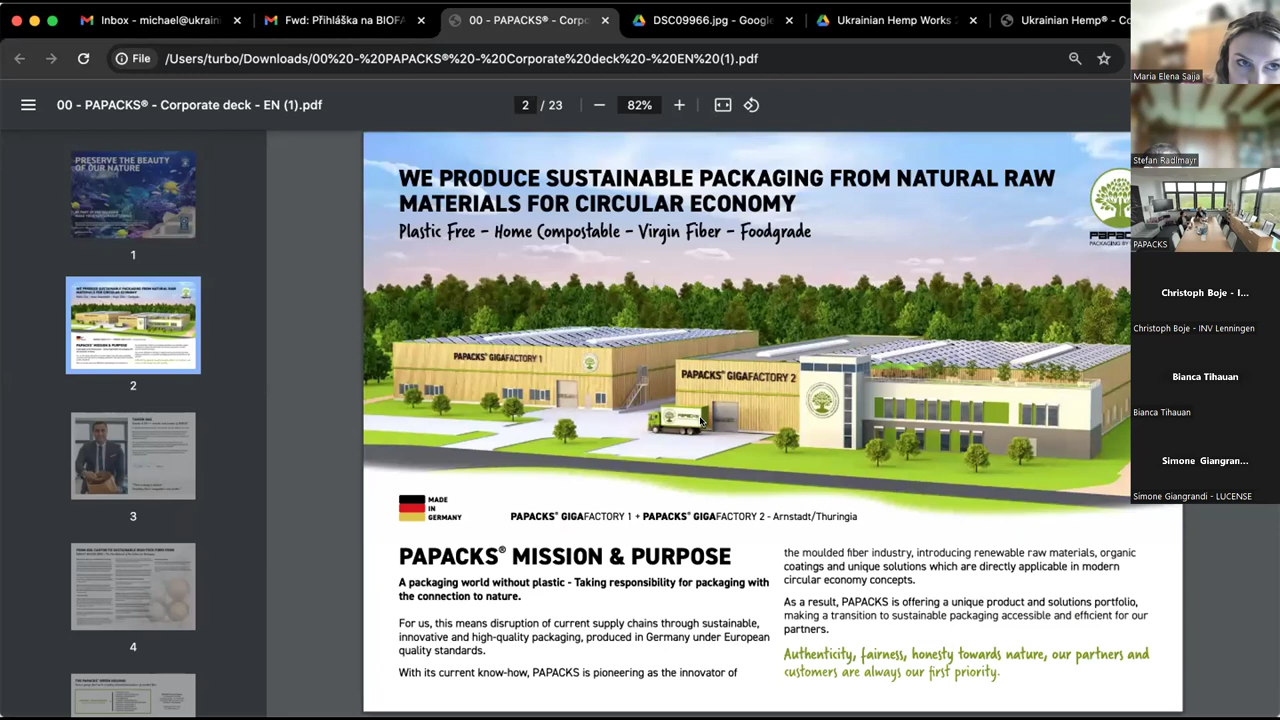 Inbox - michael@ukrain
Fwd: Přihláška na BIOFA
00 - PAPACKS® - Corpo
DSC09966.jpg - Google
Ukrainian Hemp Works
Ukrainian Hemp® - Co
File
/Users/turbo/Downloads/00%20-%20PAPACKS®%20-%20Corporate%20deck%20-%20EN%20(1).pdf
00 - PAPACKS® - Corporate deck - EN (1).pdf
2 / 23
82%
PRESERVE THE BEAUTY
OF OUR NATURE
1
2
3
4
WE PRODUCE SUSTAINABLE PACKAGING FROM NATURAL RAW
MATERIALS FOR CIRCULAR ECONOMY
Plastic Free - Home Compostable - Virgin Fiber - Foodgrade
PAPACKS® GIGAFACTORY 1
PAPACKS® GIGAFACTORY 2
MADE
IN
GERMANY
PAPACKS® GIGAFACTORY 1 + PAPACKS® GIGAFACTORY 2 - Arnstadt/Thuringia
PAPACKS® MISSION & PURPOSE
A packaging world without plastic - Taking responsibility for packaging with
the connection to nature.
For us, this means disruption of current supply chains through sustainable,
innovative and high-quality packaging, produced in Germany under European
quality standards.
With its current know-how, PAPACKS is pioneering as the innovator of
the moulded fiber industry, introducing renewable raw materials, organic
coatings and unique solutions which are directly applicable in modern
circular economy concepts.
As a result, PAPACKS is offering a unique product and solutions portfolio,
making a transition to sustainable packaging accessible and efficient for our
partners.
Authenticity, fairness, honesty towards nature, our partners and
customers are always our first priority.
Maria Elena Saija
Stefan Radlmayr
PAPACKS
Christoph Boje - I...
Christoph Boje - INV Lenningen
Bianca Tihauan
Bianca Tihauan
Simone Giangran...
Simone Giangrandi - LUCENSE